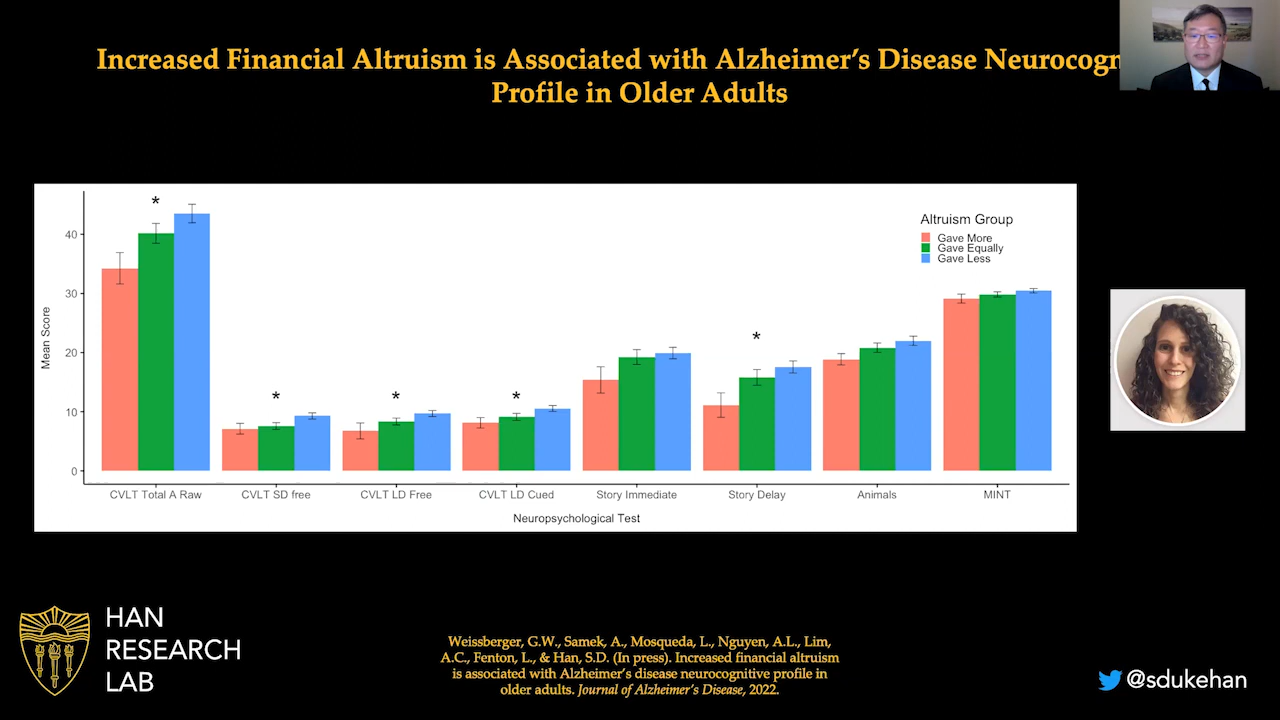 Increased Financial Altruism is Associated with Alzheimer's Disease
Profile in Older Adults
*
*
*
*
*
Altruism Group
Gave More
Gave Equally
Gave Less
Mean Score
40
30
20
10
0
CVLT Total A Raw
CVLT SD free
CVLT LD Free
CVLT LD Cued
Story Immediate
Story Delay
Animals
MINT
Neuropsychological Test
HAN
RESEARCH
LAB
Weissberger, G.W., Samek, A., Mosqueda, L., Nguyen, A.L., Lim,
A.C., Fenton, L., & Han, S.D. (In press). Increased financial altruism
is associated with Alzheimer's disease neurocognitive profile in
older adults. Journal of Alzheimer's Disease, 2022.
@sdukehan